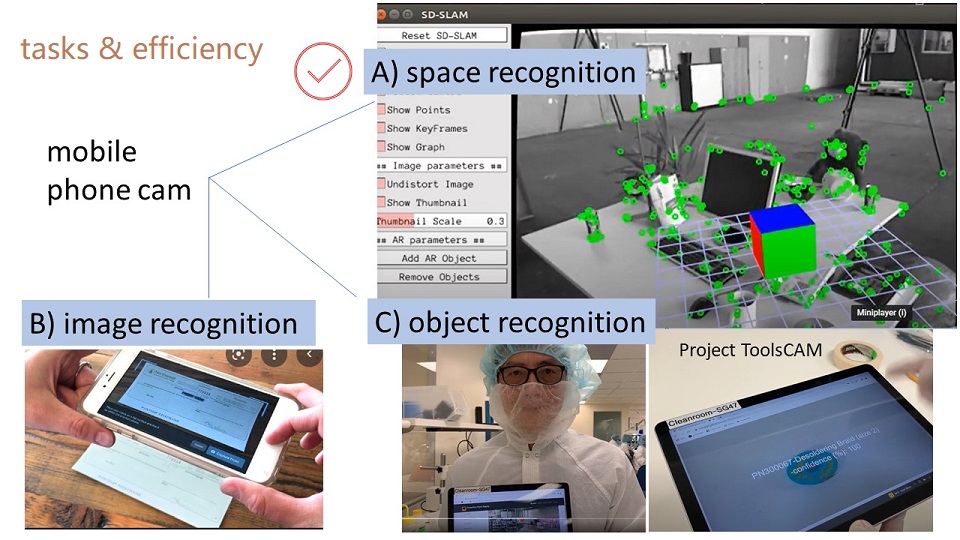 tasks & efficiency
mobile
phone cam
A) space recognition
SD-SLAM
Reset SD-SLAM
Show Points
Show KeyFrames
Show Graph
== Image parameters ==
Undistort Image
Show Thumbnail
Thumbnail Scale 0.3
== AR parameters ==
Add AR Object
Remove Objects
Miniplayer (i)
B) image recognition
C) object recognition
Cleanroom-SG47
Project ToolsCAM
Cleanroom-SG47
PN300067-Desoldering Braid (size 2)
-confidence [%]: 100